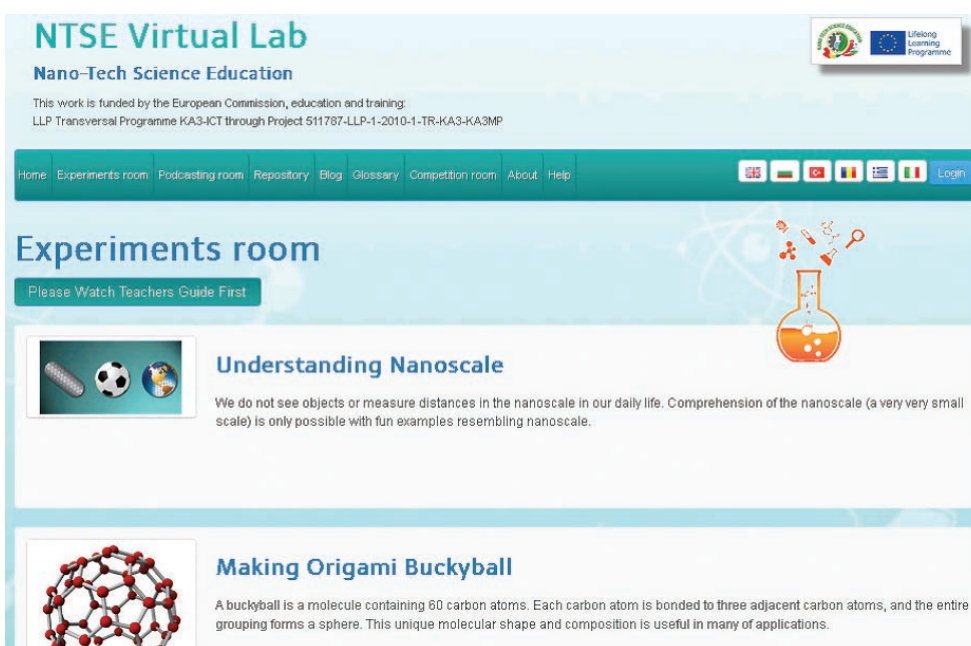 NTSE Virtual Lab
Lifelong
Learning
Programme
Nano-Tech Science Education
This work is funded by the European Commission, education and training:
LLP Transversal Programme KA3-ICT through Project 511787-LLP-1-2010-1-TR-KA3-KA3MP
Home Experiments room Podcasting room Repository Blog Glossary Competition room About Help Login
Experiments room
Please Watch Teachers Guide First
Understanding Nanoscale
We do not see objects or measure distances in the nanoscale in our daily life. Comprehension of the nanoscale (a very very small
scale) is only possible with fun examples resembling nanoscale.
Making Origami Buckyball
A buckyball is a molecule containing 60 carbon atoms. Each carbon atom is bonded to three adjacent carbon atoms, and the entire
grouping forms a sphere. This unique molecular shape and composition is useful in many of applications.